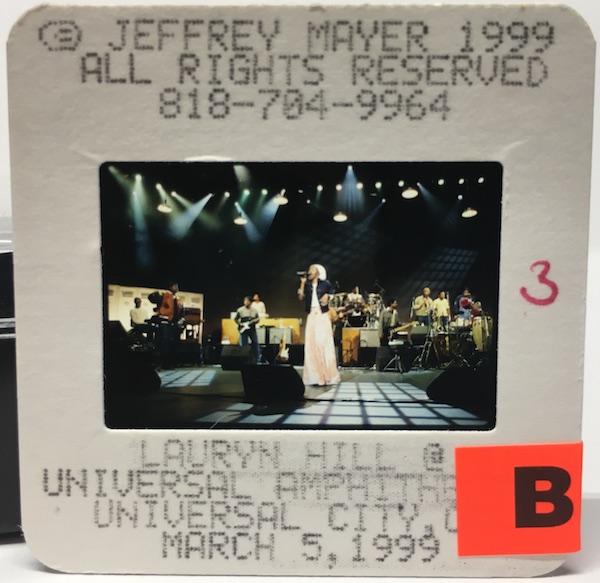 © JEFFREY MAYER 1999
ALL RIGHTS RESERVED
818-704-9964
3
LAURYN HILL @
UNIVERSAL
UNIVERSAL CITY,
MARCH 5,1999
B